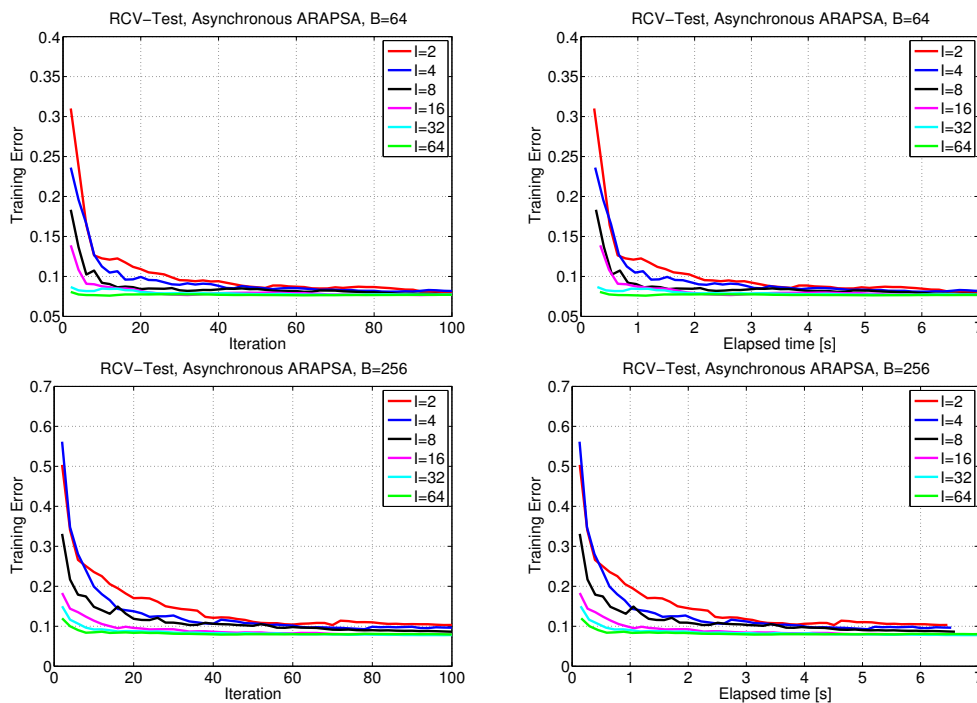 RCV-Test, Asynchronous ARAPSA, B=64
0.4
0.35
0.3
0.25
0.2
0.15
0.1
0.05
Training Error
0 20 40 60 80 100
Iteration
I=2
I=4
I=8
I=16
I=32
I=64
RCV-Test, Asynchronous ARAPSA, B=64
0.4
0.35
0.3
0.25
0.2
0.15
0.1
0.05
Training Error
0 1 2 3 4 5 6 7
Elapsed time [s]
I=2
I=4
I=8
I=16
I=32
I=64
RCV-Test, Asynchronous ARAPSA, B=256
0.7
0.6
0.5
0.4
0.3
0.2
0.1
0
Training Error
0 20 40 60 80 100
Iteration
I=2
I=4
I=8
I=16
I=32
I=64
RCV-Test, Asynchronous ARAPSA, B=256
0.7
0.6
0.5
0.4
0.3
0.2
0.1
0
Training Error
0 1 2 3 4 5 6 7
Elapsed time [s]
I=2
I=4
I=8
I=16
I=32
I=64